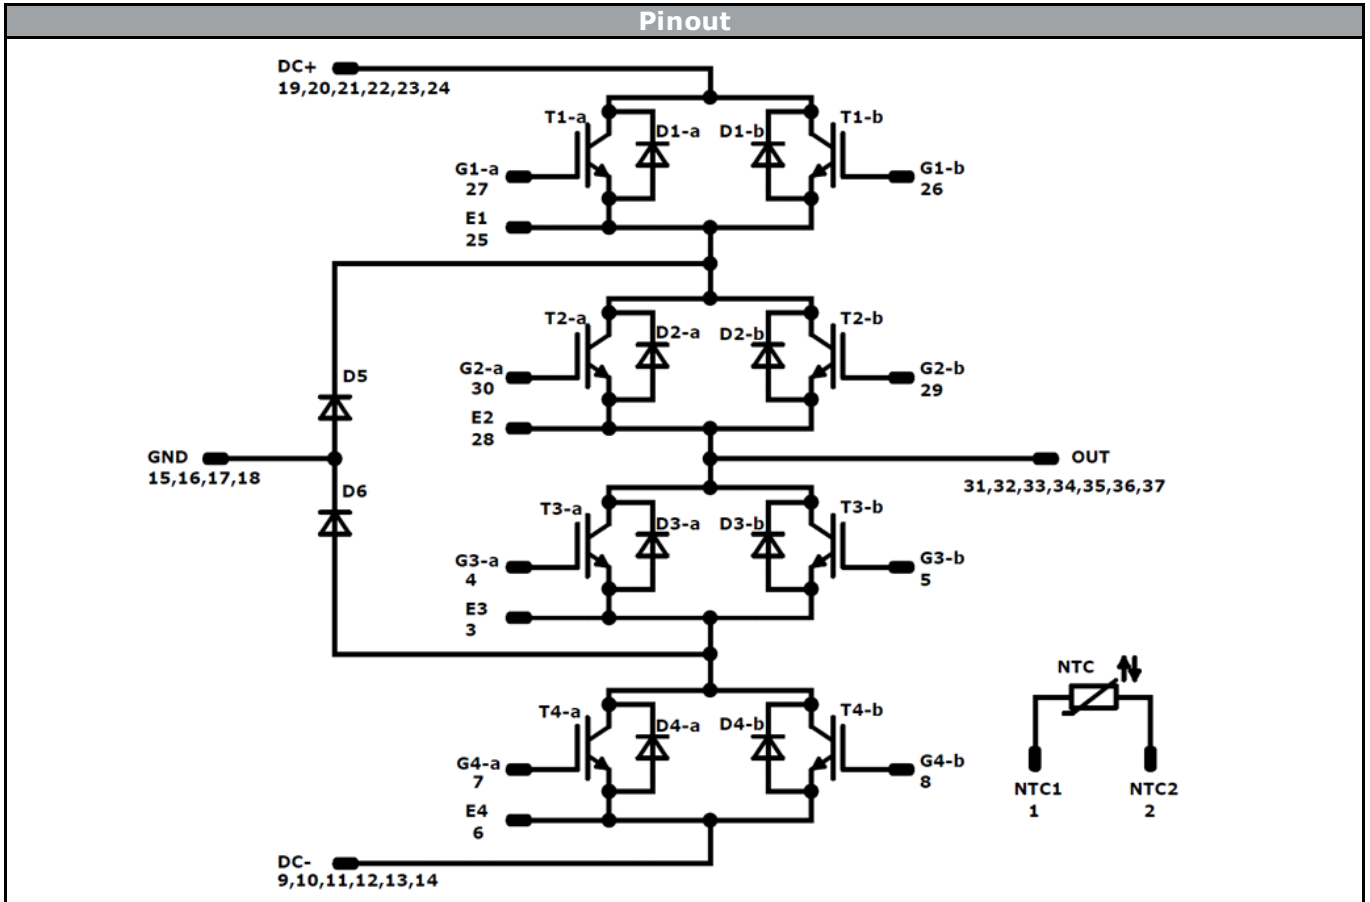 Pinout
DC+
19,20,21,22,23,24
T1-a
D1-a
D1-b
T1-b
G1-a
27
G1-b
26
E1
25
T2-a
D2-a
D2-b
T2-b
G2-a
30
G2-b
29
E2
28
D5
GND
15,16,17,18
OUT
31,32,33,34,35,36,37
D6
T3-a
D3-a
D3-b
T3-b
G3-a
4
G3-b
5
E3
3
T4-a
D4-a
D4-b
T4-b
G4-a
7
G4-b
8
E4
6
NTC
NTC1
1
NTC2
2
DC-
9,10,11,12,13,14